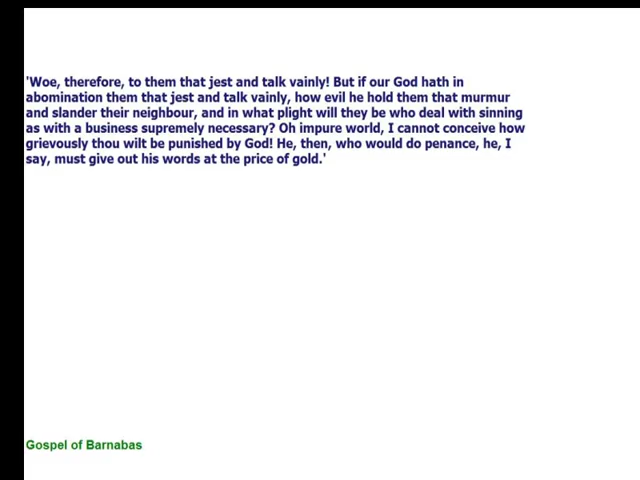 'Woe, therefore, to them that jest and talk vainly! But if our God hath in
abomination them that jest and talk vainly, how evil he hold them that murmur
and slander their neighbour, and in what plight will they be who deal with sinning
as with a business supremely necessary? Oh impure world, I cannot conceive how
grievously thou wilt be punished by God! He, then, who would do penance, he, I
say, must give out his words at the price of gold.'
Gospel of Barnabas